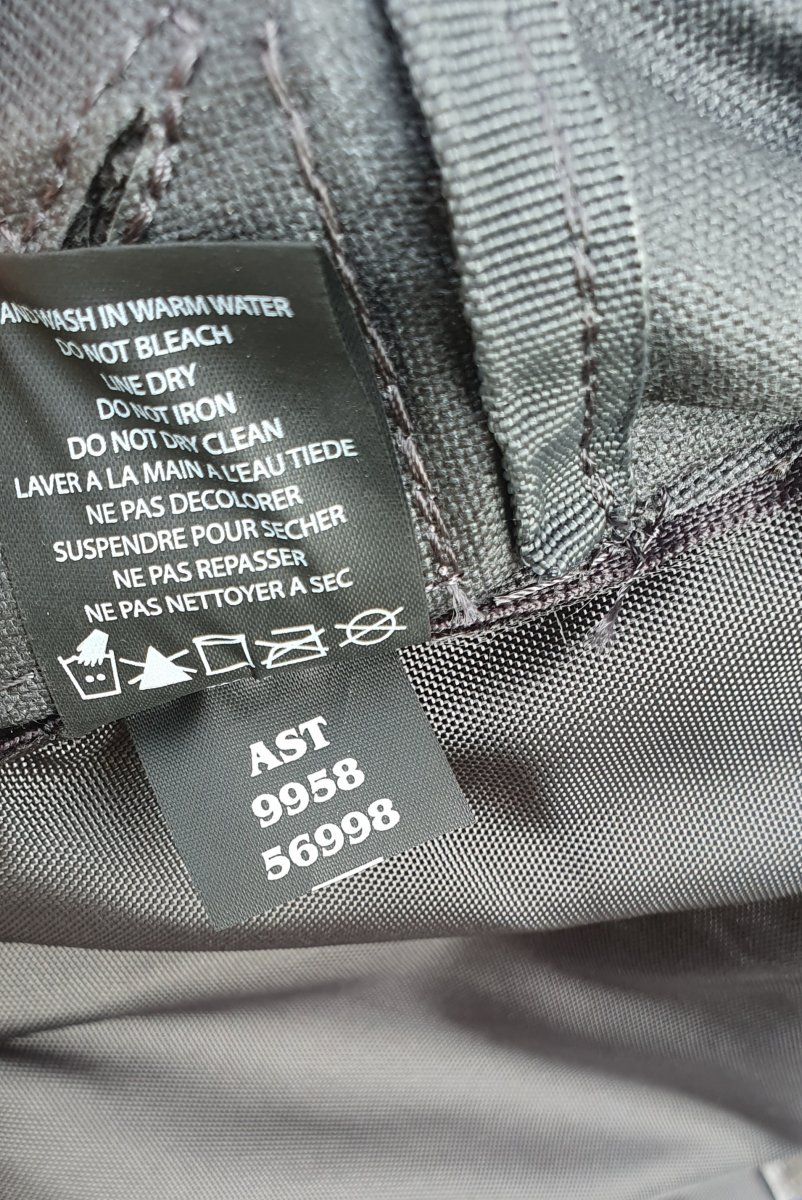 AND WASH IN WARM WATER
DO NOT BLEACH
LINE DRY
DO NOT IRON
DO NOT DRY CLEAN
LAVER A LA MAIN A L'EAU TIEDE
NE PAS DECOLORER
SUSPENDRE POUR SECHER
NE PAS REPASSER
NE PAS NETTOYER A SEC
AST
9958
56998